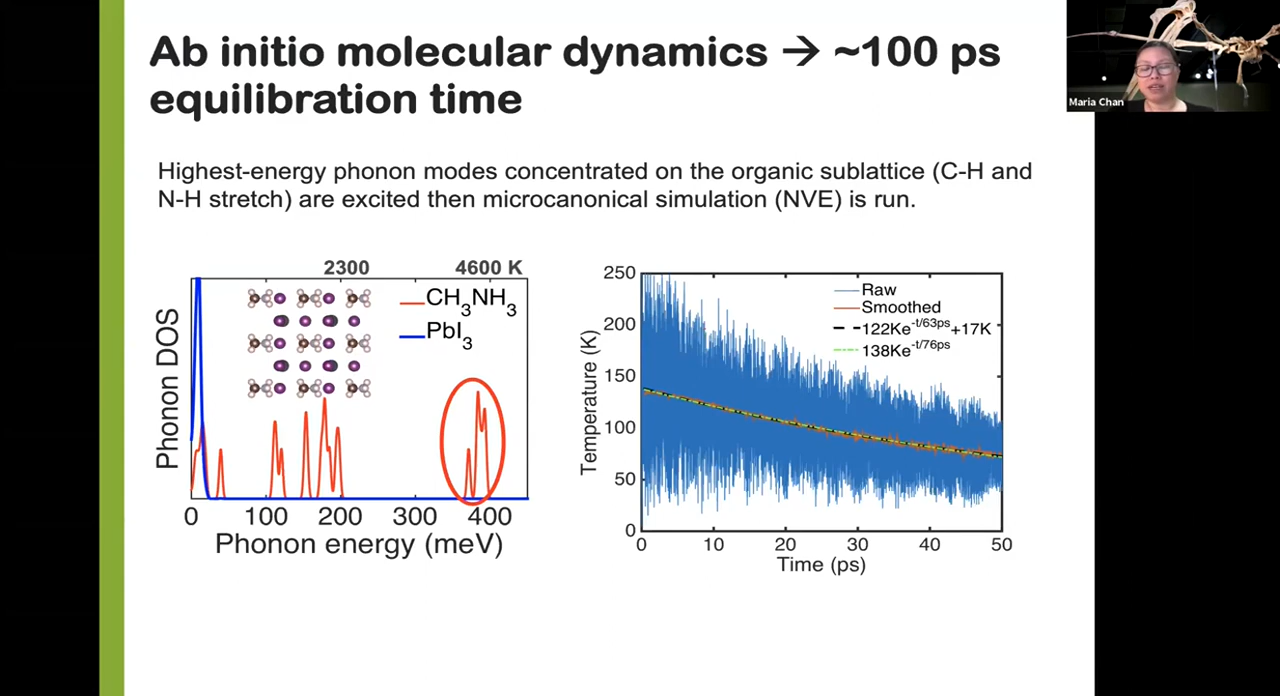 Ab initio molecular dynamics → ~100 ps
equilibration time
Maria Chan
Highest-energy phonon modes concentrated on the organic sublattice (C-H and
N-H stretch) are excited then microcanonical simulation (NVE) is run.
2300 4600 K
CH3NH3
PbI3
Phonon DOS
0 100 200 300 400
Phonon energy (meV)
250
200
150
100
50
0
Temperature (K)
Raw
Smoothed
122Ke-t/63ps+17K
138Ke-t/76ps
0 10 20 30 40 50
Time (ps)